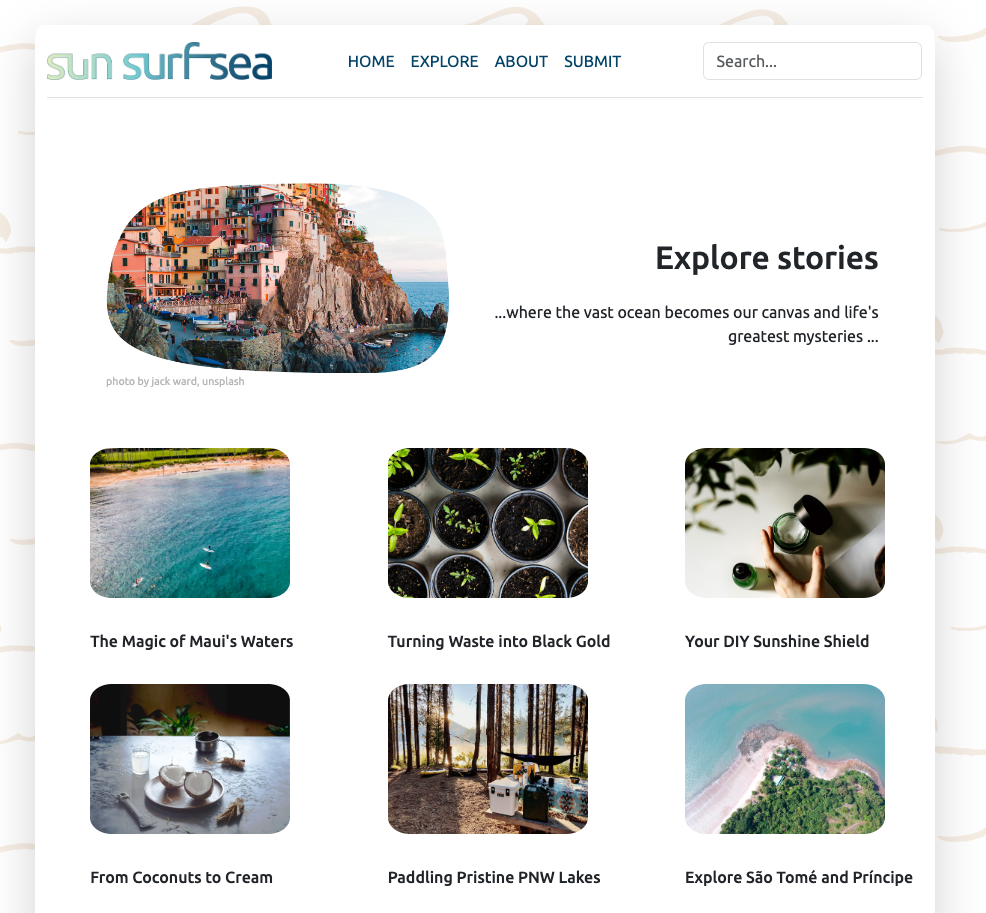 sun surf sea
HOME EXPLORE ABOUT SUBMIT
Search...
Explore stories
...where the vast ocean becomes our canvas and life's
greatest mysteries ...
photo by jack ward, unsplash
The Magic of Maui's Waters
Turning Waste into Black Gold
Your DIY Sunshine Shield
From Coconuts to Cream
Paddling Pristine PNW Lakes
Explore São Tomé and Príncipe